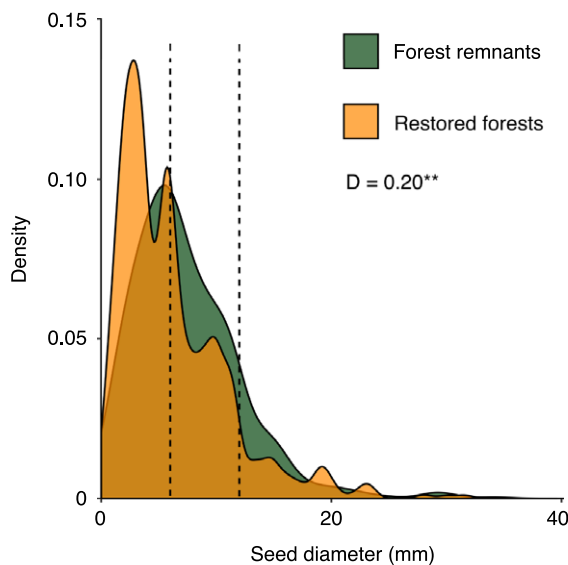 0.15
0.10
0.05
0
Density
0
20
40
Seed diameter (mm)
Forest remnants
Restored forests
D = 0.20**